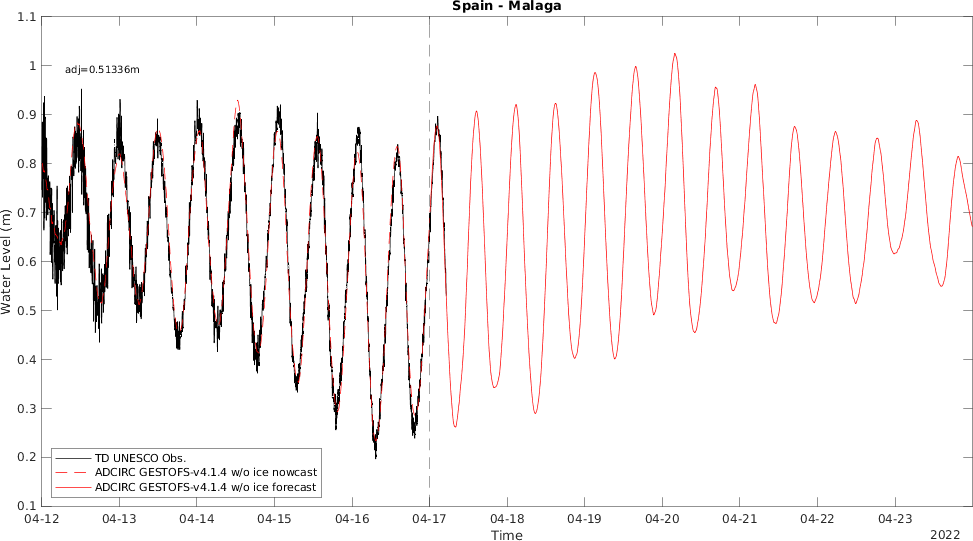 Spain - Malaga
1.1
1
0.9
0.8
0.7
0.6
0.5
0.4
0.3
0.2
0.1
Water Level (m)
adj=0.51336m
TD UNESCO Obs.
ADCIRC GESTOFS-v4.1.4 w/o ice nowcast
ADCIRC GESTOFS-v4.1.4 w/o ice forecast
04-12 04-13 04-14 04-15 04-16 04-17 04-18 04-19 04-20 04-21 04-22 04-23
Time
2022